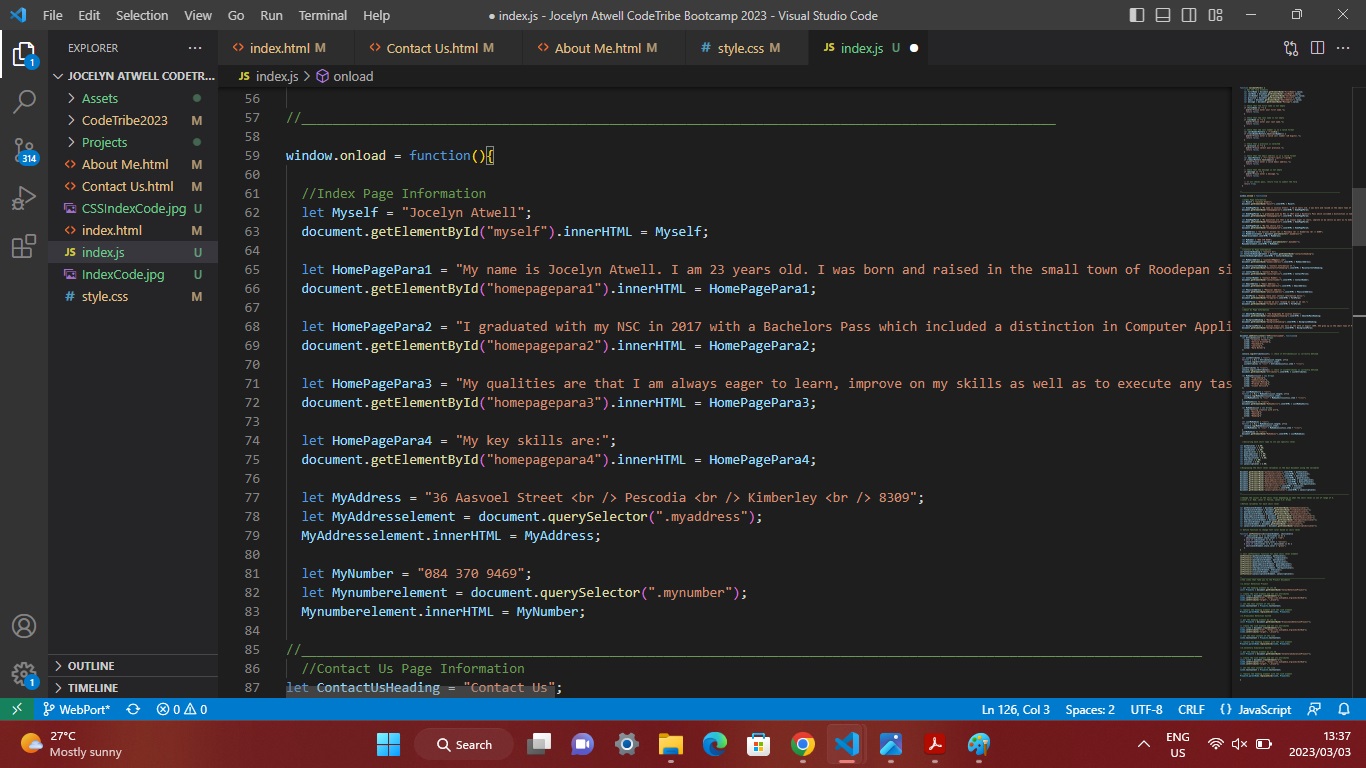 File Edit Selection View Go Run Terminal Help
● index.js - Jocelyn Atwell CodeTribe Bootcamp 2023 - Visual Studio Code
EXPLORER ...
<> index.html M <> Contact Us.html M <> About Me.html M # style.css M JS index.js U ●
JS index.js > onload
JOCELYN ATWELL CODETR...
> Assets
> CodeTribe2023 M
> Projects
<> About Me.html M
<> Contact Us.html M
CSSIndexCode.jpg U
<> index.html M
JS index.js U
IndexCode.jpg U
# style.css M
> OUTLINE
> TIMELINE
1
314
1
56
57 //__________________________________________________________________________________________________
58
59 window.onload = function(){
60
61 //Index Page Information
62 let Myself = "Jocelyn Atwell";
63 document.getElementById("myself").innerHTML = Myself;
64
65 let HomePagePara1 = "My name is Jocelyn Atwell. I am 23 years old. I was born and raised in the small town of Roodepan si
66 document.getElementById("homepagepara1").innerHTML = HomePagePara1;
67
68 let HomePagePara2 = "I graduated with my NSC in 2017 with a Bachelors Pass which included a distinction in Computer Appli
69 document.getElementById("homepagepara2").innerHTML = HomePagePara2;
70
71 let HomePagePara3 = "My qualities are that I am always eager to learn, improve on my skills as well as to execute any tas
72 document.getElementById("homepagepara3").innerHTML = HomePagePara3;
73
74 let HomePagePara4 = "My key skills are:";
75 document.getElementById("homepagepara4").innerHTML = HomePagePara4;
76
77 let MyAddress = "36 Aasvoel Street <br /> Pescodia <br /> Kimberley <br /> 8309";
78 let MyAddresselement = document.querySelector(".myaddress");
79 MyAddresselement.innerHTML = MyAddress;
80
81 let MyNumber = "084 370 9469";
82 let Mynumberelement = document.querySelector(".mynumber");
83 Mynumberelement.innerHTML = MyNumber;
84
85 //_____________________________________________________________________________________________________________________
86 //Contact Us Page Information
87 let ContactUsHeading = "Contact Us";
WebPort* 0 0 Ln 126, Col 3 Spaces: 2 UTF-8 CRLF {} JavaScript
27°C
Mostly sunny
Search
ENG
US
13:37
2023/03/03